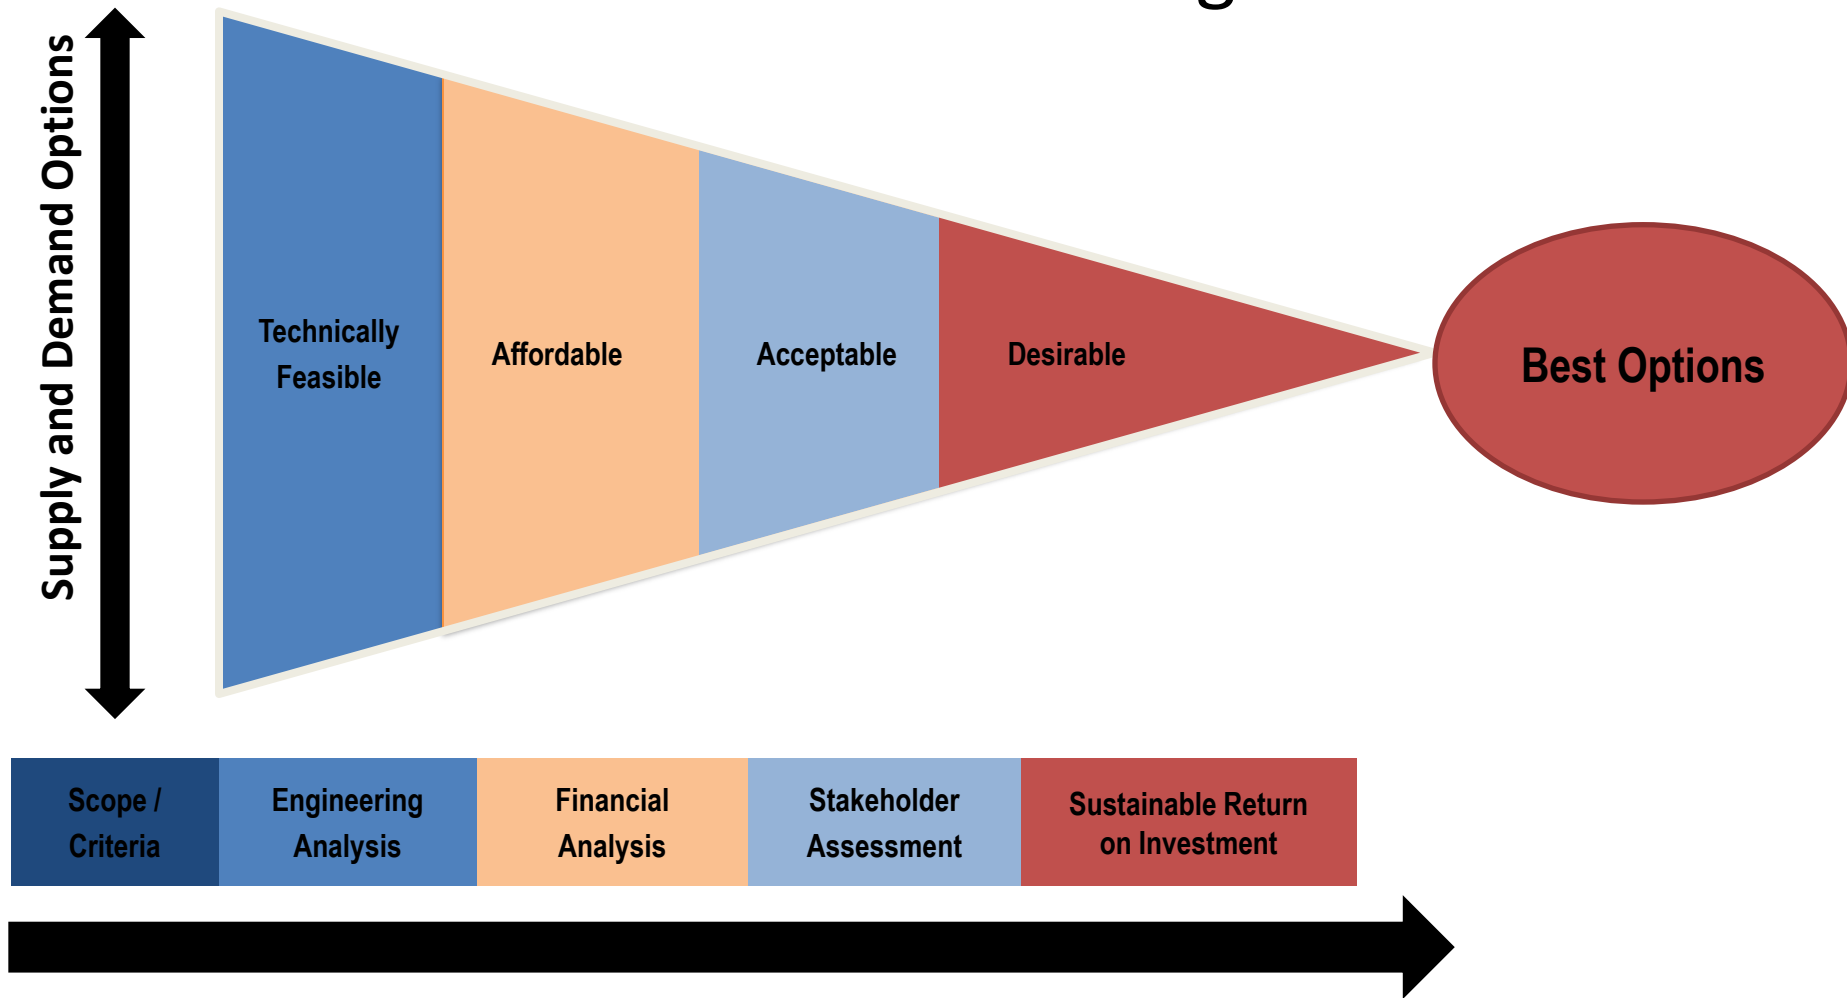 g
Supply and Demand Options
Technically
Feasible
Affordable
Acceptable
Desirable
Best Options
Scope /
Criteria
Engineering
Analysis
Financial
Analysis
Stakeholder
Assessment
Sustainable Return
on Investment